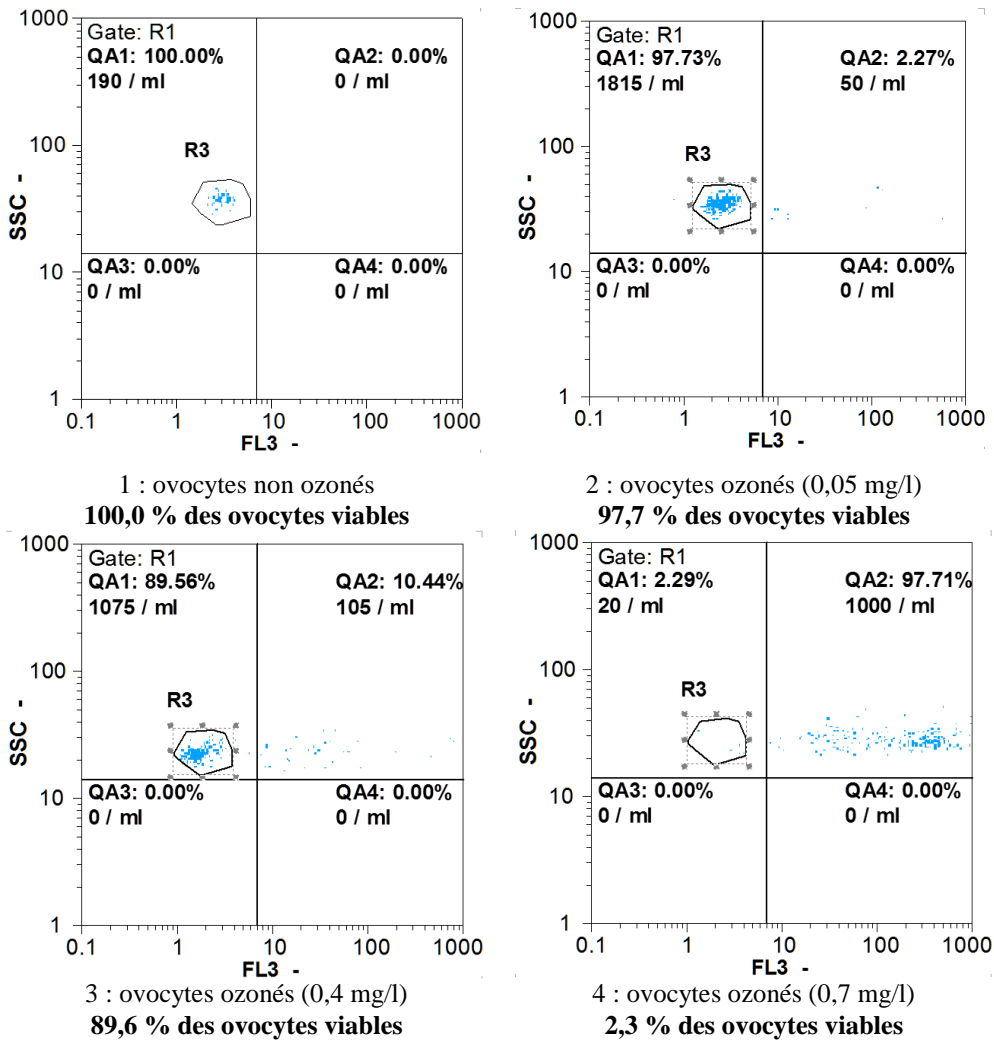 1000
Gate: R1
QA1: 100.00%
190 / ml
QA2: 0.00%
0 / ml
100
R3
SSC -
10
QA3: 0.00%
0 / ml
QA4: 0.00%
0 / ml
1
0.1 1 10 100 1000
FL3 -
1 : ovocytes non ozonés
100,0 % des ovocytes viables
1000
Gate: R1
QA1: 97.73%
1815 / ml
QA2: 2.27%
50 / ml
100
R3
SSC -
10
QA3: 0.00%
0 / ml
QA4: 0.00%
0 / ml
1
0.1 1 10 100 1000
FL3 -
2 : ovocytes ozonés (0,05 mg/l)
97,7 % des ovocytes viables
1000
Gate: R1
QA1: 89.56%
1075 / ml
QA2: 10.44%
105 / ml
100
R3
SSC -
10
QA3: 0.00%
0 / ml
QA4: 0.00%
0 / ml
1
0.1 1 10 100 1000
FL3 -
3 : ovocytes ozonés (0,4 mg/l)
89,6 % des ovocytes viables
1000
Gate: R1
QA1: 2.29%
20 / ml
QA2: 97.71%
1000 / ml
100
R3
SSC -
10
QA3: 0.00%
0 / ml
QA4: 0.00%
0 / ml
1
0.1 1 10 100 1000
FL3 -
4 : ovocytes ozonés (0,7 mg/l)
2,3 % des ovocytes viables